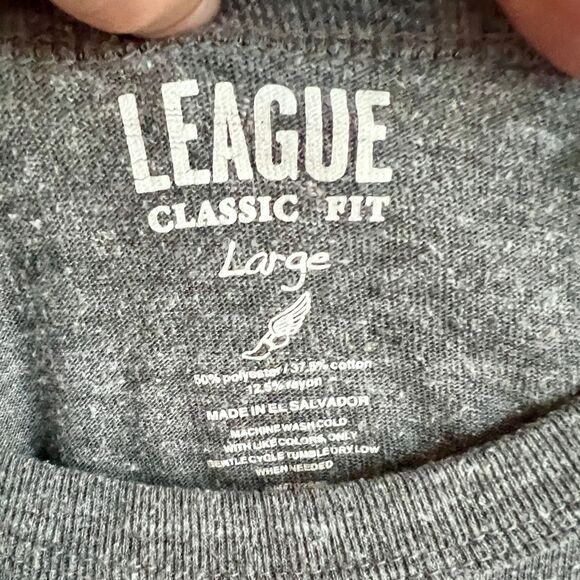 LEAGUE
CLASSIC FIT
Large
50% polyester / 37.5% cotton
12.5% rayon
MADE IN EL SALVADOR
MACHINE WASH COLD
WITH LIKE COLORS, ONLY
GENTLE CYCLE TUMBLE DRY LOW
WHEN NEEDED